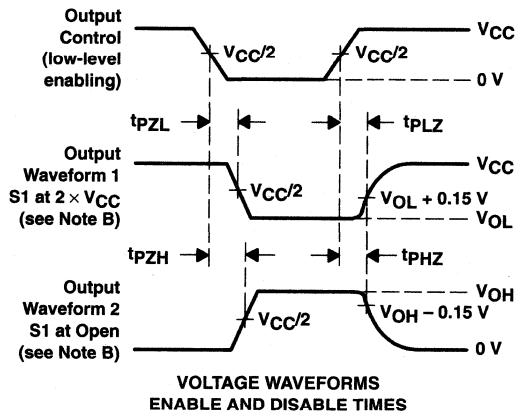 Output
Control
(low-level
enabling)
VCC/2
VCC/2
VCC
0 V
tPZL
tPLZ
Output
Waveform 1
S1 at 2 × VCC
(see Note B)
VCC/2
VCC
VOL + 0.15 V
VOL
tPZH
tPHZ
Output
Waveform 2
S1 at Open
(see Note B)
VCC/2
VOH
VOH − 0.15 V
0 V
VOLTAGE WAVEFORMS
ENABLE AND DISABLE TIMES